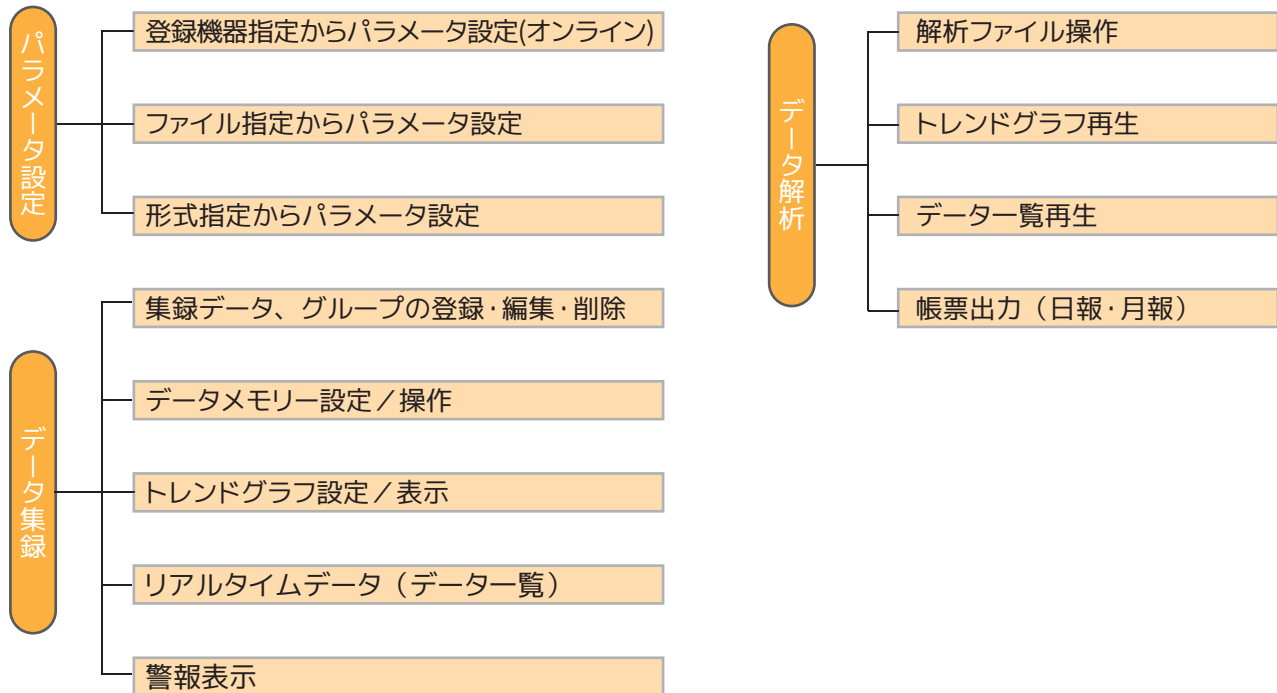 パラメータ設定
登録機器指定からパラメータ設定(オンライン)
ファイル指定からパラメータ設定
形式指定からパラメータ設定
データ集録
集録データ、グループの登録・編集・削除
データメモリー設定／操作
トレンドグラフ設定／表示
リアルタイムデータ（データ一覧）
警報表示
データ解析
解析ファイル操作
トレンドグラフ再生
データ一覧再生
帳票出力（日報・月報）